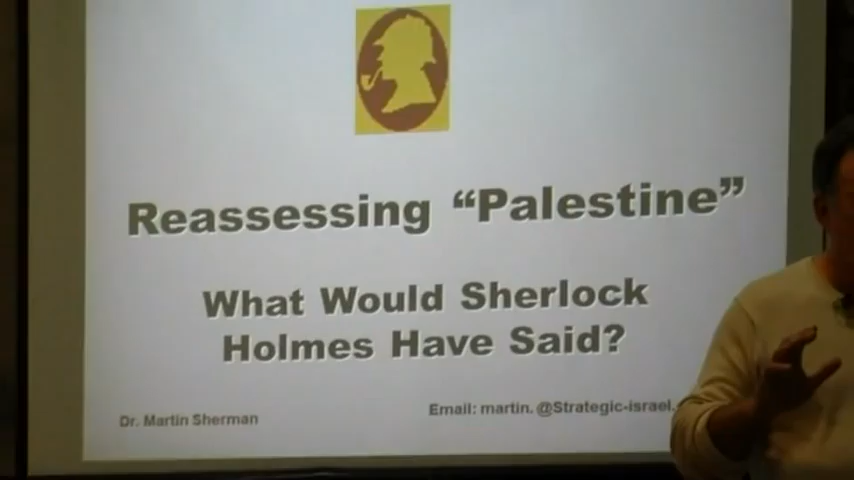 Reassessing “Palestine”
What Would Sherlock
Holmes Have Said?
Dr. Martin Sherman
Email: martin. @Strategic-israel.